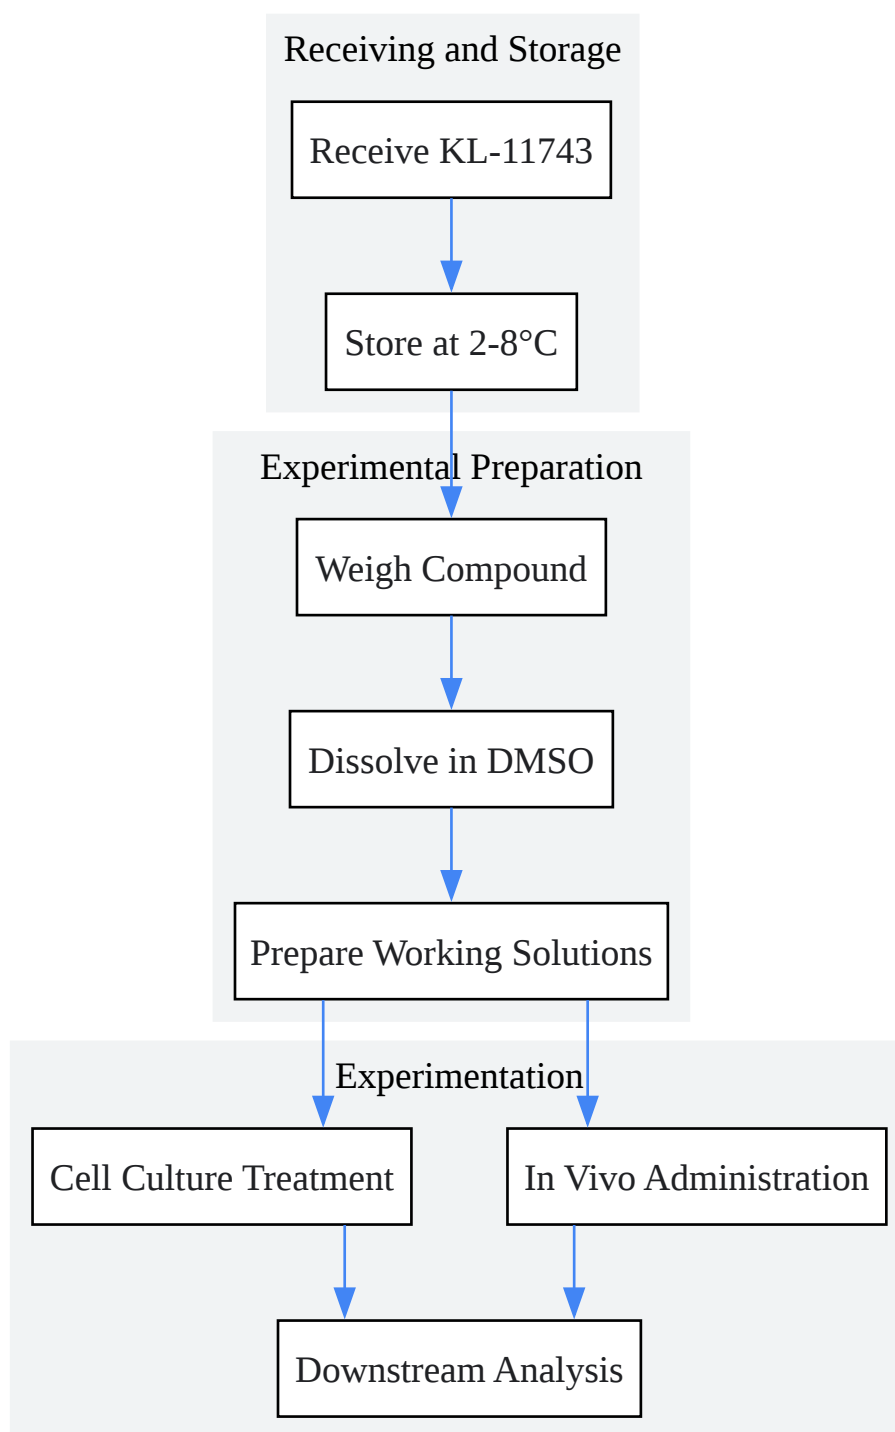 Receiving and Storage
Receive KL-11743
Store at 2-8°C
Experimental Preparation
Weigh Compound
Dissolve in DMSO
Prepare Working Solutions
Experimentation
Cell Culture Treatment
In Vivo Administration
Downstream Analysis